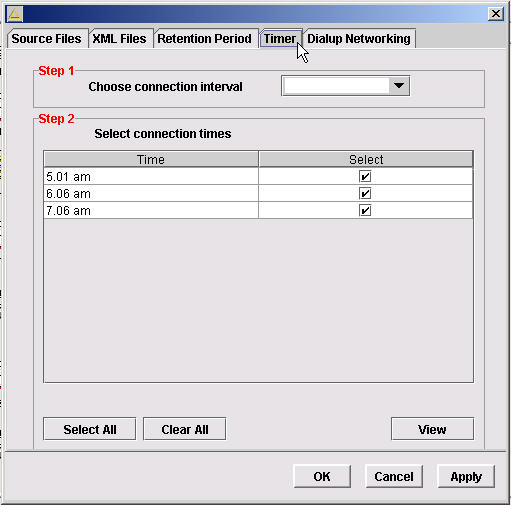 Source Files XML Files Retention Period Timer Dialup Networking
Step 1
Choose connection interval
Step 2
Select connection times
Time Select
5.01 am
6.06 am
7.06 am
Select All Clear All View
OK Cancel Apply